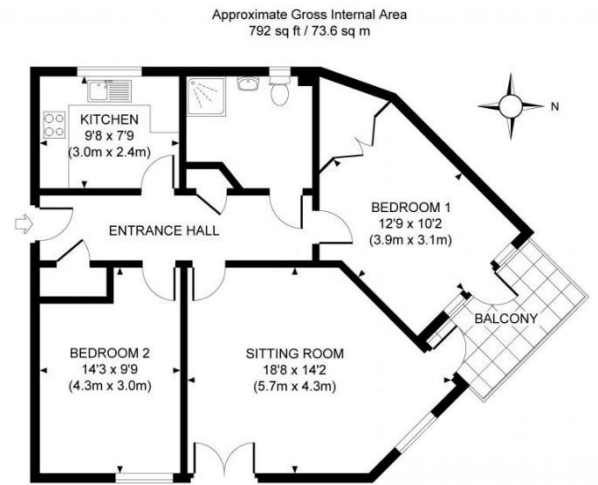 Approximate Gross Internal Area
792 sq ft / 73.6 sq m
KITCHEN
9'8 x 7'9
(3.0m x 2.4m)
N
BEDROOM 1
12'9 x 10'2
(3.9m x 3.1m)
ENTRANCE HALL
BALCONY
BEDROOM 2
14'3 x 9'9
(4.3m x 3.0m)
SITTING ROOM
18'8 x 14'2
(5.7m x 4.3m)